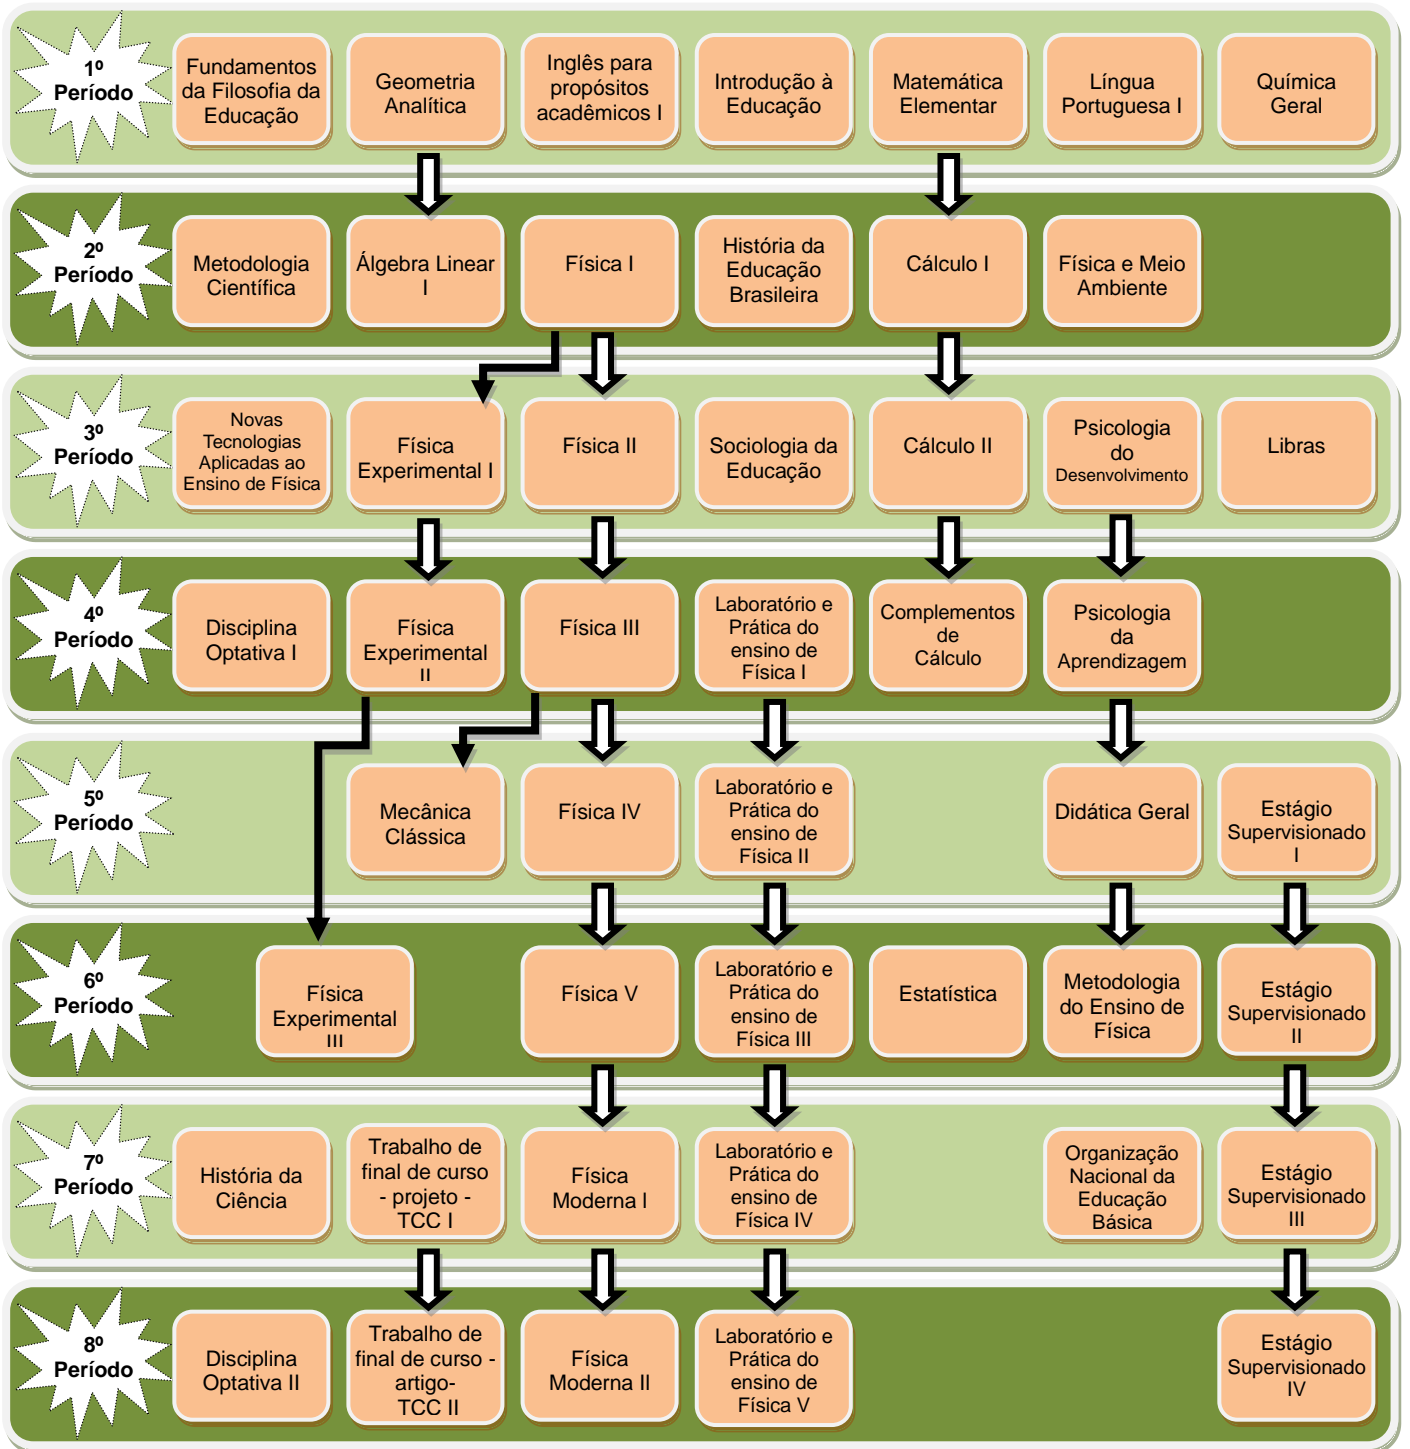 1º
Período
Fundamentos
da Filosofia da
Educação
Geometria
Analítica
Inglês para
propósitos
acadêmicos I
Introdução à
Educação
Matemática
Elementar
Língua
Portuguesa I
Química
Geral
2º
Período
Metodologia
Científica
Álgebra Linear
I
Física I
História da
Educação
Brasileira
Cálculo I
Física e Meio
Ambiente
3º
Período
Novas
Tecnologias
Aplicadas ao
Ensino de Física
Física
Experimental I
Física II
Sociologia da
Educação
Cálculo II
Psicologia
do
Desenvolvimento
Libras
4º
Período
Disciplina
Optativa I
Física
Experimental
II
Física III
Laboratório e
Prática do
ensino de
Física I
Complementos
de
Cálculo
Psicologia
da
Aprendizagem
5º
Período
Mecânica
Clássica
Física IV
Laboratório e
Prática do
ensino de
Física II
Didática Geral
Estágio
Supervisionado
I
6º
Período
Física
Experimental
III
Física V
Laboratório e
Prática do
ensino de
Física III
Estatística
Metodologia
do Ensino de
Física
Estágio
Supervisionado
II
7º
Período
História da
Ciência
Trabalho de
final de curso
- projeto -
TCC I
Física
Moderna I
Laboratório e
Prática do
ensino de
Física IV
Organização
Nacional da
Educação
Básica
Estágio
Supervisionado
III
8º
Período
Disciplina
Optativa II
Trabalho de
final de curso -
artigo-
TCC II
Física
Moderna II
Laboratório e
Prática do
ensino de
Física V
Estágio
Supervisionado
IV